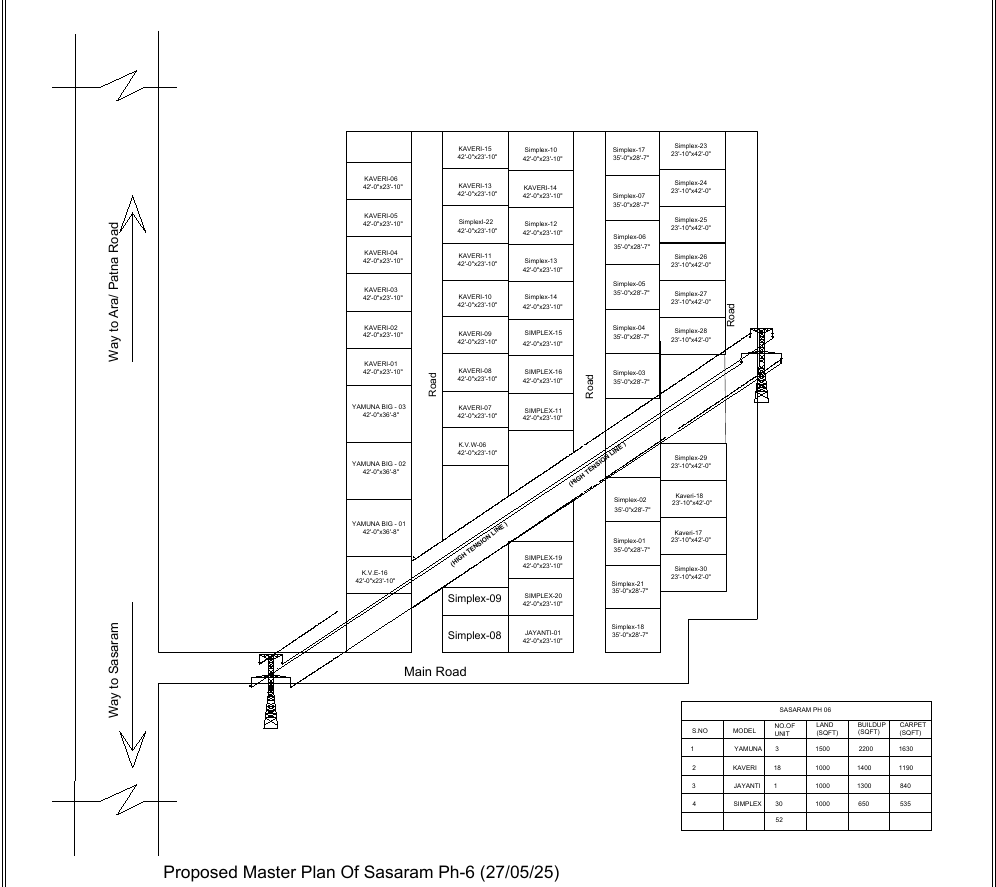 KAVERI-06
42'-0"x23'-10"
KAVERI-05
42'-0"x23'-10"
KAVERI-04
42'-0"x23'-10"
KAVERI-03
42'-0"x23'-10"
KAVERI-02
42'-0"x23'-10"
KAVERI-01
42'-0"x23'-10"
YAMUNA BIG - 03
42'-0"x36'-8"
YAMUNA BIG - 02
42'-0"x36'-8"
YAMUNA BIG - 01
42'-0"x36'-8"
K.V.E-16
42'-0"x23'-10"
Road
KAVERI-15
42'-0"x23'-10"
KAVERI-13
42'-0"x23'-10"
Simplexl-22
42'-0"x23'-10"
KAVERI-11
42'-0"x23'-10"
KAVERI-10
42'-0"x23'-10"
KAVERI-09
42'-0"x23'-10"
KAVERI-08
42'-0"x23'-10"
KAVERI-07
42'-0"x23'-10"
K.V.W-06
42'-0"x23'-10"
Simplex-09
Simplex-08
Simplex-10
42'-0"x23'-10"
KAVERI-14
42'-0"x23'-10"
Simplex-12
42'-0"x23'-10"
Simplex-13
42'-0"x23'-10"
Simplex-14
42'-0"x23'-10"
SIMPLEX-15
42'-0"x23'-10"
SIMPLEX-16
42'-0"x23'-10"
SIMPLEX-11
42'-0"x23'-10"
SIMPLEX-19
42'-0"x23'-10"
SIMPLEX-20
42'-0"x23'-10"
JAYANTI-01
42'-0"x23'-10"
Road
Simplex-17
35'-0"x28'-7"
Simplex-07
35'-0"x28'-7"
Simplex-06
35'-0"x28'-7"
Simplex-05
35'-0"x28'-7"
Simplex-04
35'-0"x28'-7"
Simplex-03
35'-0"x28'-7"
Simplex-02
35'-0"x28'-7"
Simplex-01
35'-0"x28'-7"
Simplex-21
35'-0"x28'-7"
Simplex-18
35'-0"x28'-7"
Simplex-23
23'-10"x42'-0"
Simplex-24
23'-10"x42'-0"
Simplex-25
23'-10"x42'-0"
Simplex-26
23'-10"x42'-0"
Simplex-27
23'-10"x42'-0"
Simplex-28
23'-10"x42'-0"
Simplex-29
23'-10"x42'-0"
Kaveri-18
23'-10"x42'-0"
Kaveri-17
23'-10"x42'-0"
Simplex-30
23'-10"x42'-0"
Road
(HIGH TENSION LINE )
(HIGH TENSION LINE )
Way to Ara/ Patna Road
Way to Sasaram
Main Road
SASARAM PH 06
S.NO MODEL NO.OF UNIT LAND (SQFT) BUILDUP (SQFT) CARPET (SQFT)
1 YAMUNA 3 1500 2200 1630
2 KAVERI 18 1000 1400 1190
3 JAYANTI 1 1000 1300 840
4 SIMPLEX 30 1000 650 535
52
Proposed Master Plan Of Sasaram Ph-6 (27/05/25)